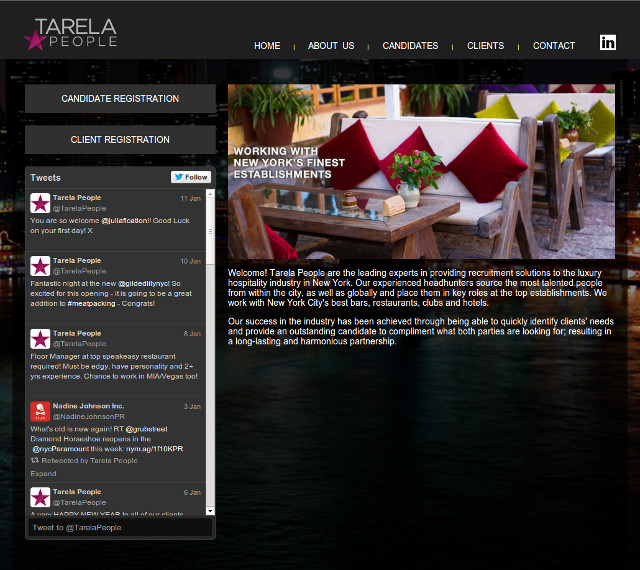 TARELA
PEOPLE
HOME | ABOUT US | CANDIDATES | CLIENTS | CONTACT
in
CANDIDATE REGISTRATION
CLIENT REGISTRATION
Tweets
Follow
Tarela People 11 Jan
@TarelaPeople
You are so welcome @juliafication!! Good Luck
on your first day! X
Tarela People 10 Jan
@TarelaPeople
Fantastic night at the new @gildedlilynyc! So
excited for this opening - it is going to be a great
addition to #meatpacking - Congrats!
Tarela People 8 Jan
@TarelaPeople
Floor Manager at top speakeasy restaurant
required! Must be edgy, have personality and 2+
yrs experience. Chance to work in MIA/Vegas too!
NJA
Nadine Johnson Inc. 3 Jan
@NadineJohnsonPR
What's old is new again! RT @grubstreet
Diamond Horseshoe reopens in the
@nycParamount this week: nym.ag/1f10KPR
Retweeted by Tarela People
Expand
Tarela People 6 Jan
@TarelaPeople
A very HAPPY NEW YEAR to all of our clients
Tweet to @TarelaPeople
WORKING WITH
NEW YORK'S FINEST
ESTABLISHMENTS
Welcome! Tarela People are the leading experts in providing recruitment solutions to the luxury
hospitality industry in New York. Our experienced headhunters source the most talented people
from within the city, as well as globally and place them in key roles at the top establishments. We
work with New York City's best bars, restaurants, clubs and hotels.
Our success in the industry has been achieved through being able to quickly identify clients' needs
and provide an outstanding candidate to compliment what both parties are looking for; resulting in
a long-lasting and harmonious partnership.